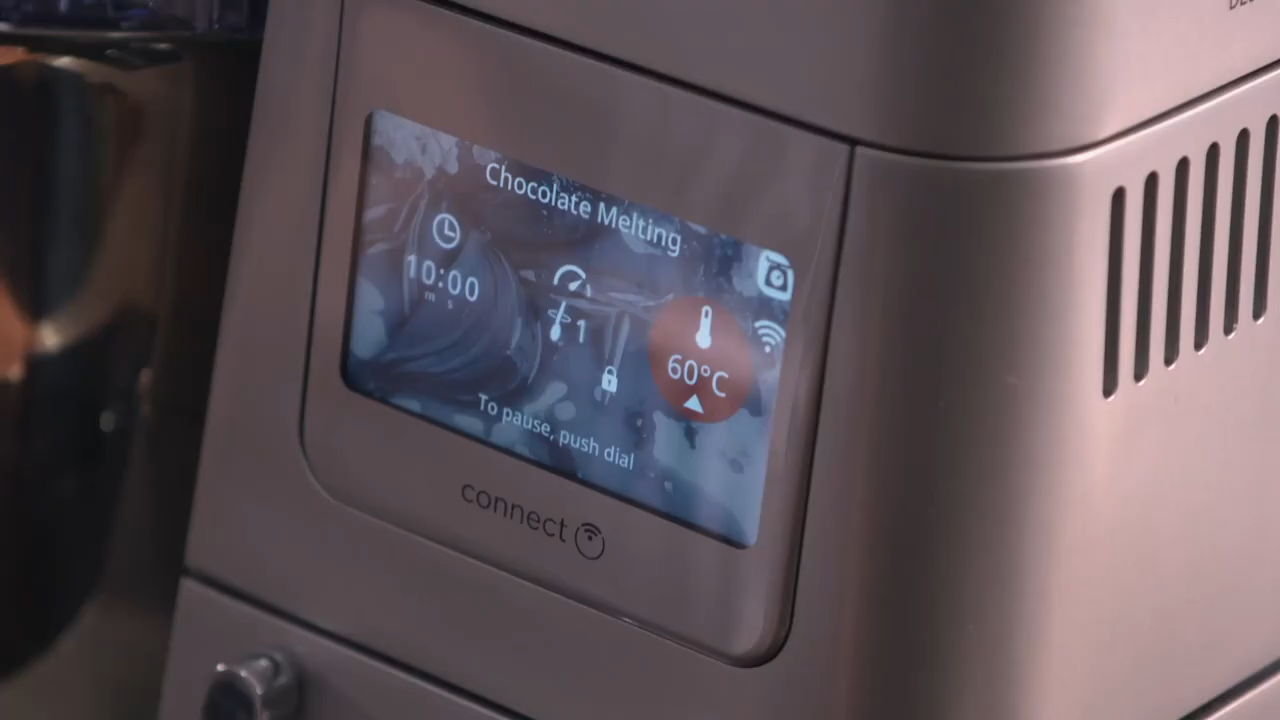 Chocolate Melting
10:00
m s
1
60°C
To pause, push dial
connect